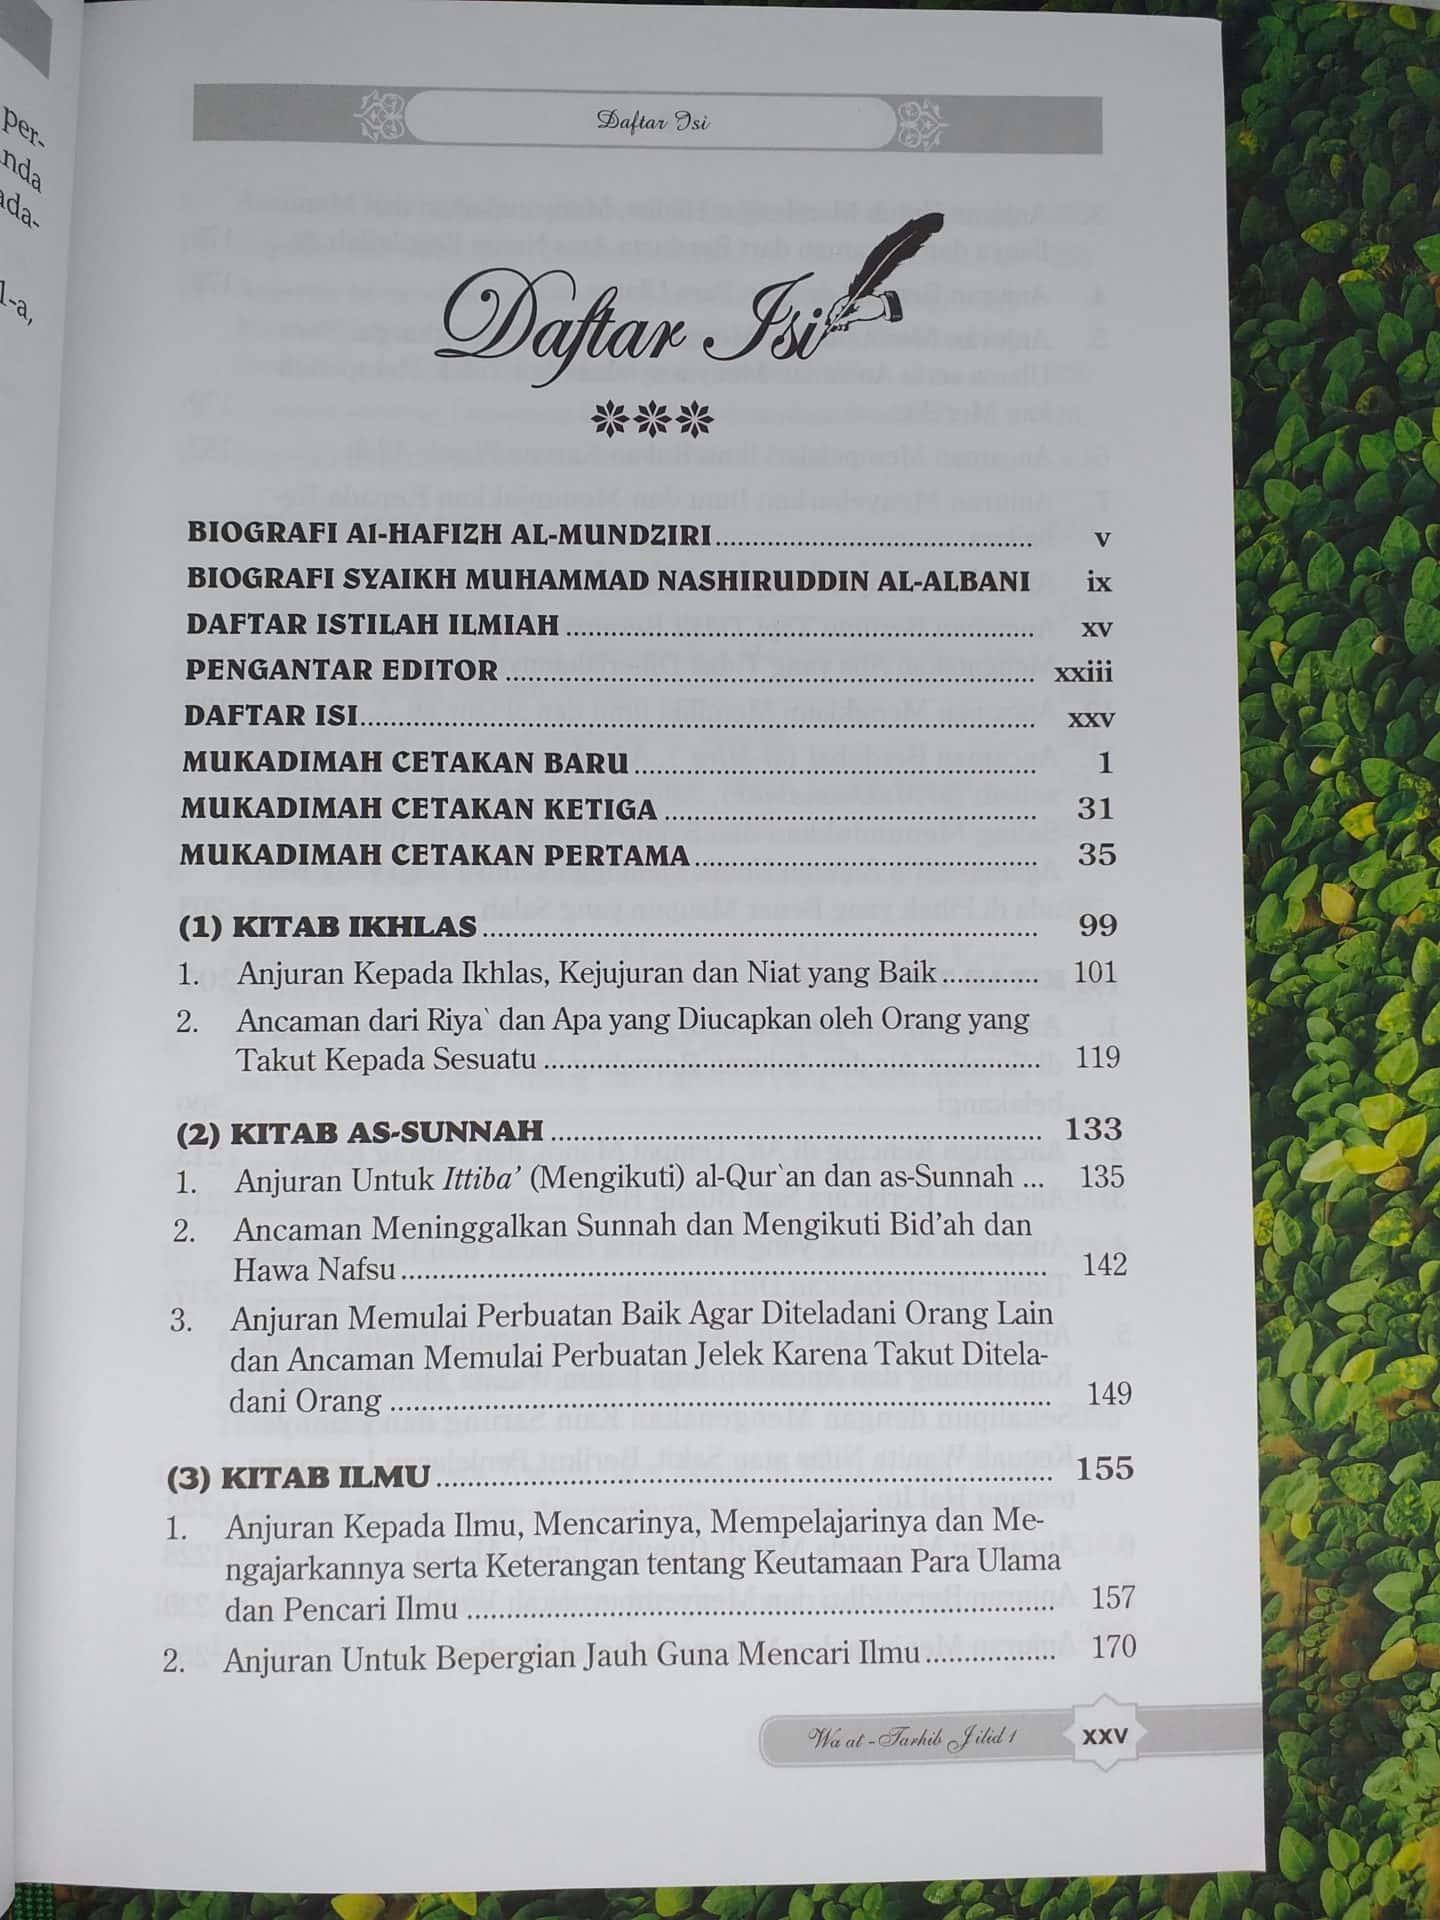 per-
nda
ada-
l-a,
Daftar Isi
Daftar Isi
BIOGRAFI Al-HAFIZH AL-MUNDZIRI.................... v
BIOGRAFI SYAIKH MUHAMMAD NASHIRUDDIN AL-ALBANI ix
DAFTAR ISTILAH ILMIAH .................... xv
PENGANTAR EDITOR .................... xxiii
DAFTAR ISI.................... xxv
MUKADIMAH CETAKAN BARU.................... 1
MUKADIMAH CETAKAN KETIGA .................... 31
MUKADIMAH CETAKAN PERTAMA.................... 35
(1) KITAB IKHLAS.................... 99
1. Anjuran Kepada Ikhlas, Kejujuran dan Niat yang Baik............. 101
2. Ancaman dari Riya` dan Apa yang Diucapkan oleh Orang yang
Takut Kepada Sesuatu .................... 119
(2) KITAB AS-SUNNAH .................... 133
1. Anjuran Untuk Ittiba’ (Mengikuti) al-Qur`an dan as-Sunnah ... 135
2. Ancaman Meninggalkan Sunnah dan Mengikuti Bid’ah dan
Hawa Nafsu.................... 142
3. Anjuran Memulai Perbuatan Baik Agar Diteladani Orang Lain
dan Ancaman Memulai Perbuatan Jelek Karena Takut Ditela-
dani Orang .................... 149
(3) KITAB ILMU.................... 155
1. Anjuran Kepada Ilmu, Mencarinya, Mempelajarinya dan Me-
ngajarkannya serta Keterangan tentang Keutamaan Para Ulama
dan Pencari Ilmu .................... 157
2. Anjuran Untuk Bepergian Jauh Guna Mencari Ilmu................. 170
Wa at -Tarhib Jilid 1 xxv